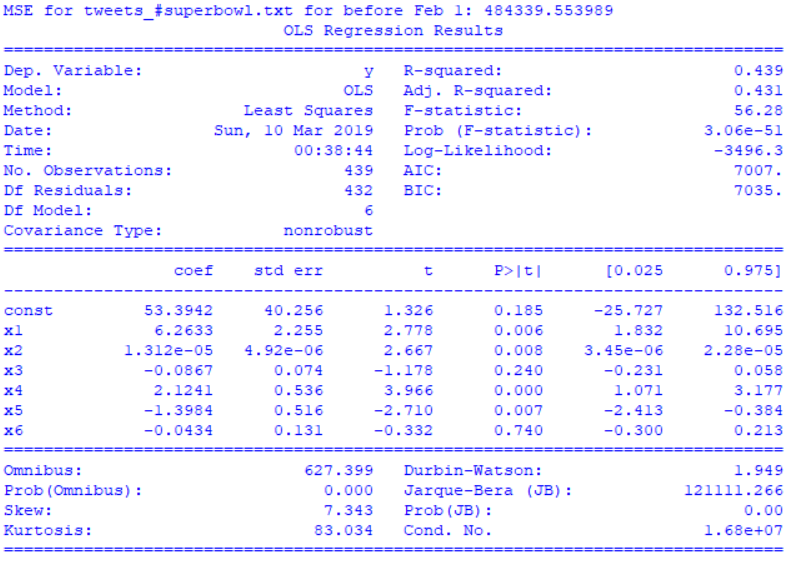 MSE for tweets_#superbowl.txt for before Feb 1: 484339.553989
                            OLS Regression Results
==============================================================================
Dep. Variable:                      y   R-squared:                       0.439
Model:                            OLS   Adj. R-squared:                  0.431
Method:                 Least Squares   F-statistic:                     56.28
Date:                Sun, 10 Mar 2019   Prob (F-statistic):           3.06e-51
Time:                        00:38:44   Log-Likelihood:                -3496.3
No. Observations:                 439   AIC:                             7007.
Df Residuals:                     432   BIC:                             7035.
Df Model:                           6
Covariance Type:            nonrobust
==============================================================================
                 coef    std err          t      P>|t|      [0.025      0.975]
------------------------------------------------------------------------------
const         53.3942     40.256      1.326      0.185     -25.727     132.516
x1             6.2633      2.255      2.778      0.006       1.832      10.695
x2          1.312e-05   4.92e-06      2.667      0.008    3.45e-06    2.28e-05
x3            -0.0867      0.074     -1.178      0.240      -0.231       0.058
x4             2.1241      0.536      3.966      0.000       1.071       3.177
x5            -1.3984      0.516     -2.710      0.007      -2.413      -0.384
x6            -0.0434      0.131     -0.332      0.740      -0.300       0.213
==============================================================================
Omnibus:                      627.399   Durbin-Watson:                   1.949
Prob(Omnibus):                  0.000   Jarque-Bera (JB):           121111.266
Skew:                           7.343   Prob(JB):                         0.00
Kurtosis:                      83.034   Cond. No.                     1.68e+07
==============================================================================